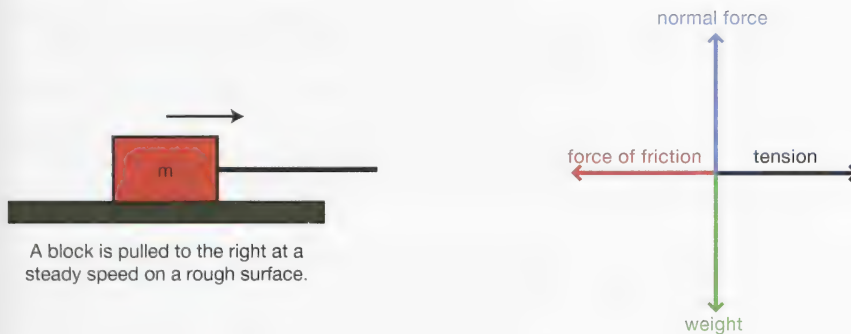 normal force
force of friction
tension
m
A block is pulled to the right at a
steady speed on a rough surface.
weight